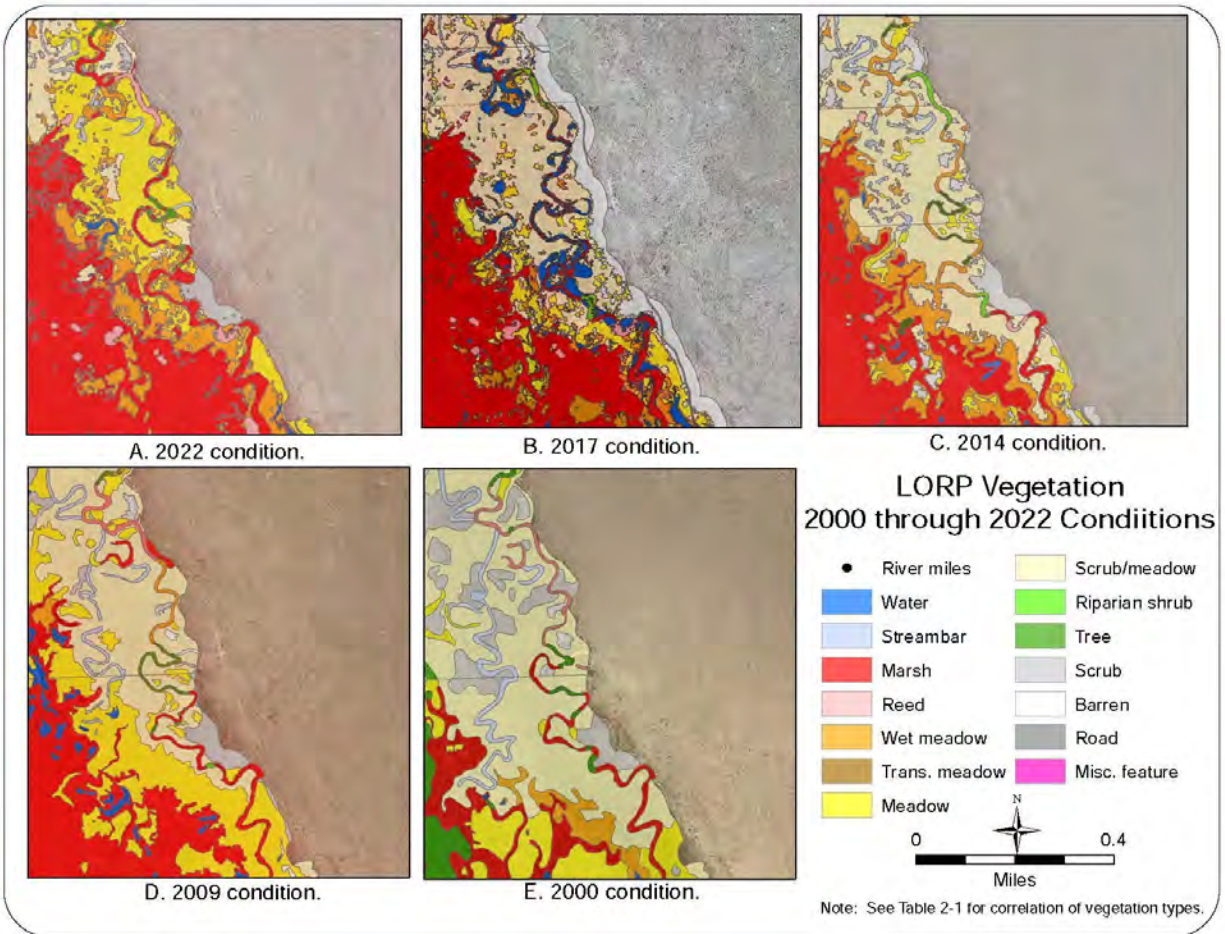 A. 2022 condition.
B. 2017 condition.
C. 2014 condition.
D. 2009 condition.
E. 2000 condition.
LORP Vegetation
2000 through 2022 Condiitions
River miles
Water
Streambar
Marsh
Reed
Wet meadow
Trans. meadow
Meadow
Scrub/meadow
Riparian shrub
Tree
Scrub
Barren
Road
Misc. feature
N
0 0.4
Miles
Note: See Table 2-1 for correlation of vegetation types.